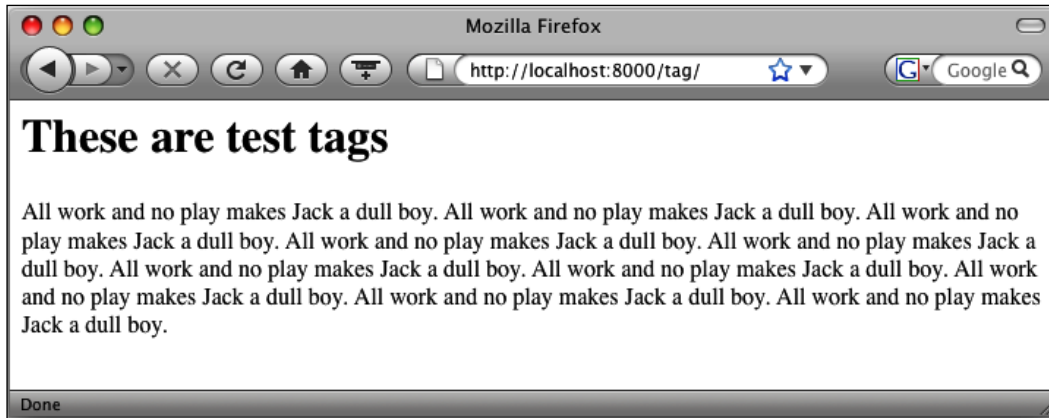 Mozilla Firefox
http://localhost:8000/tag/
G
Google
These are test tags
All work and no play makes Jack a dull boy. All work and no play makes Jack a dull boy. All work and no
play makes Jack a dull boy. All work and no play makes Jack a dull boy. All work and no play makes Jack a
dull boy. All work and no play makes Jack a dull boy. All work and no play makes Jack a dull boy. All work
and no play makes Jack a dull boy. All work and no play makes Jack a dull boy. All work and no play makes
Jack a dull boy.
Done